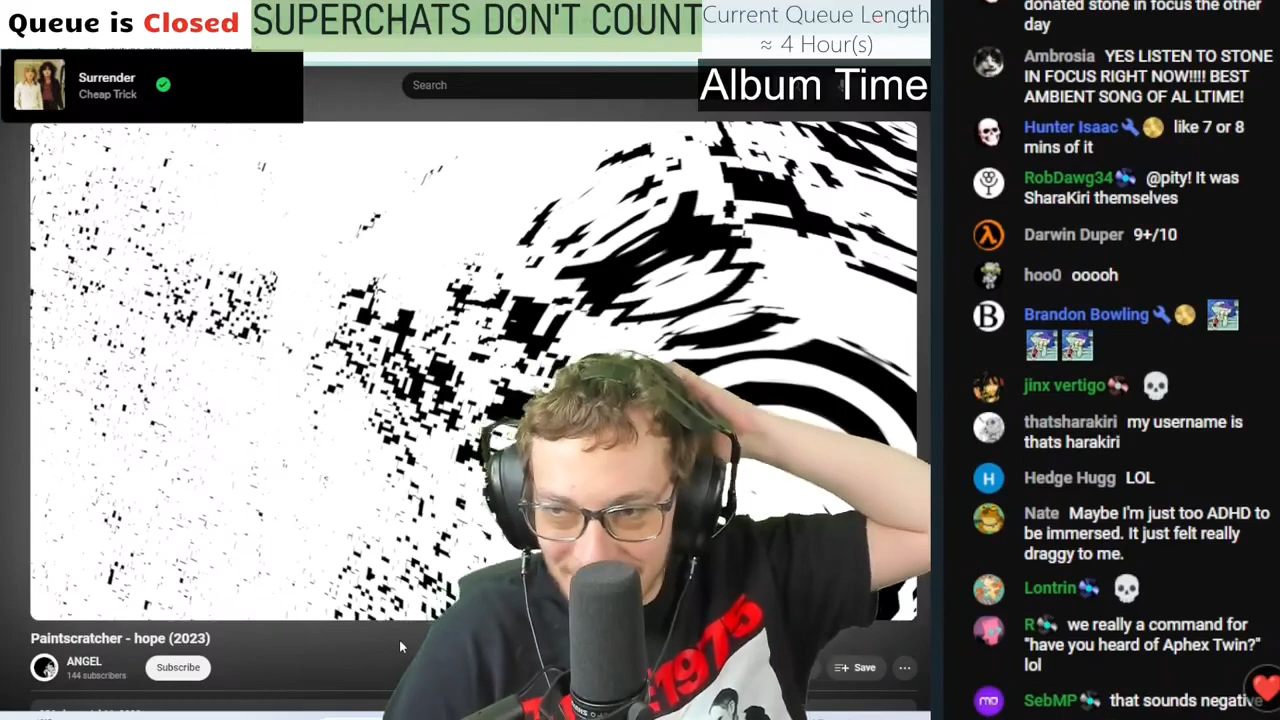 Queue is Closed
SUPERCHATS DON'T COUNT
Current Queue Length
≈ 4 Hour(s)
Album Time
Surrender
Cheap Trick
Search
Paintscratcher - hope (2023)
ANGEL
144 subscribers
Subscribe
Save
1975
donated stone in focus the other
day
Ambrosia YES LISTEN TO STONE
IN FOCUS RIGHT NOW!!!! BEST
AMBIENT SONG OF AL LTIME!
Hunter Isaac like 7 or 8
mins of it
RobDawg34 @pity! It was
SharaKiri themselves
Darwin Duper 9+/10
hoo0 ooooh
Brandon Bowling
jinx vertigo
thatsharakiri my username is
thats harakiri
Hedge Hugg LOL
Nate Maybe I'm just too ADHD to
be immersed. It just felt really
draggy to me.
Lontrin
R we really a command for
"have you heard of Aphex Twin?"
lol
SebMP that sounds negative